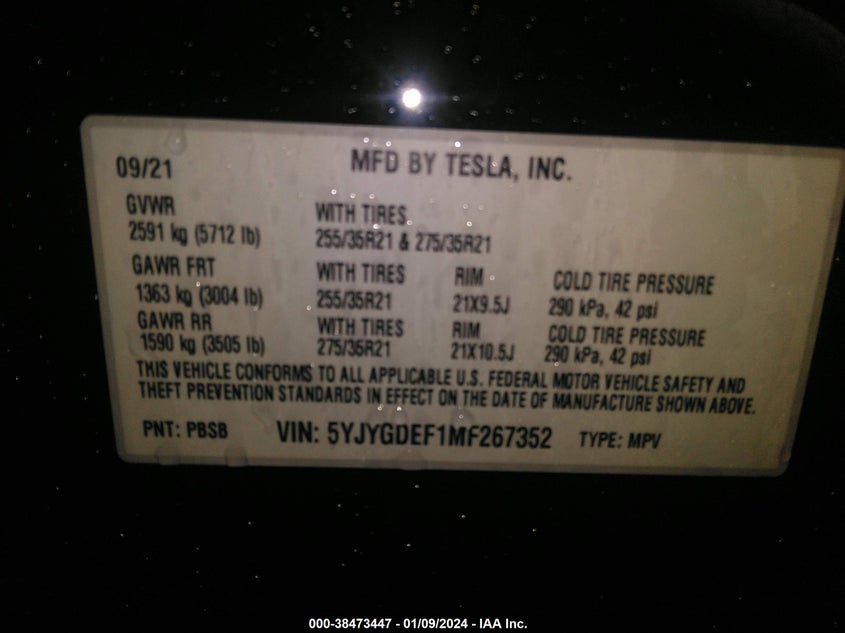 09/21 MFD BY TESLA, INC.
GVWR WITH TIRES
2591 kg (5712 lb) 255/35R21 & 275/35R21
GAWR FRT WITH TIRES RIM COLD TIRE PRESSURE
1363 kg (3004 lb) 255/35R21 21X9.5J 290 kPa, 42 psi
GAWR RR WITH TIRES RIM COLD TIRE PRESSURE
1590 kg (3505 lb) 275/35R21 21X10.5J 290 kPa, 42 psi
THIS VEHICLE CONFORMS TO ALL APPLICABLE U.S. FEDERAL MOTOR VEHICLE SAFETY AND
THEFT PREVENTION STANDARDS IN EFFECT ON THE DATE OF MANUFACTURE SHOWN ABOVE.
PNT: PBSB VIN: 5YJYGDEF1MF267352 TYPE: MPV
000-38473447 - 01/09/2024 - IAA Inc.